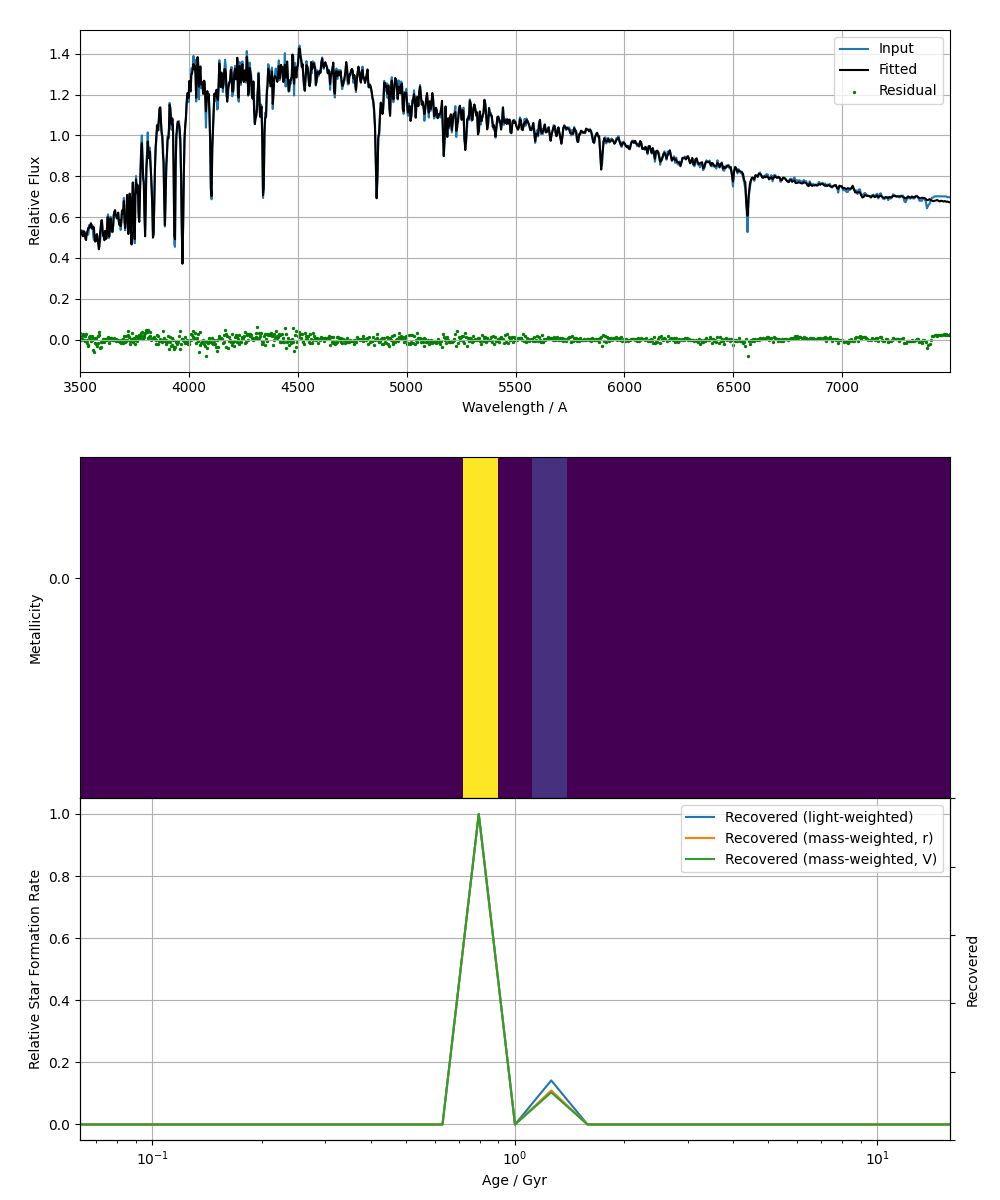 1.4
1.2
1.0
0.8
0.6
0.4
0.2
0.0
Relative Flux
Input
Fitted
Residual
3500 4000 4500 5000 5500 6000 6500 7000
Wavelength / A
0.0
Metallicity
1.0
0.8
0.6
0.4
0.2
0.0
Relative Star Formation Rate
Recovered (light-weighted)
Recovered (mass-weighted, r)
Recovered (mass-weighted, V)
Recovered
10⁻¹ 10⁰ 10¹
Age / Gyr